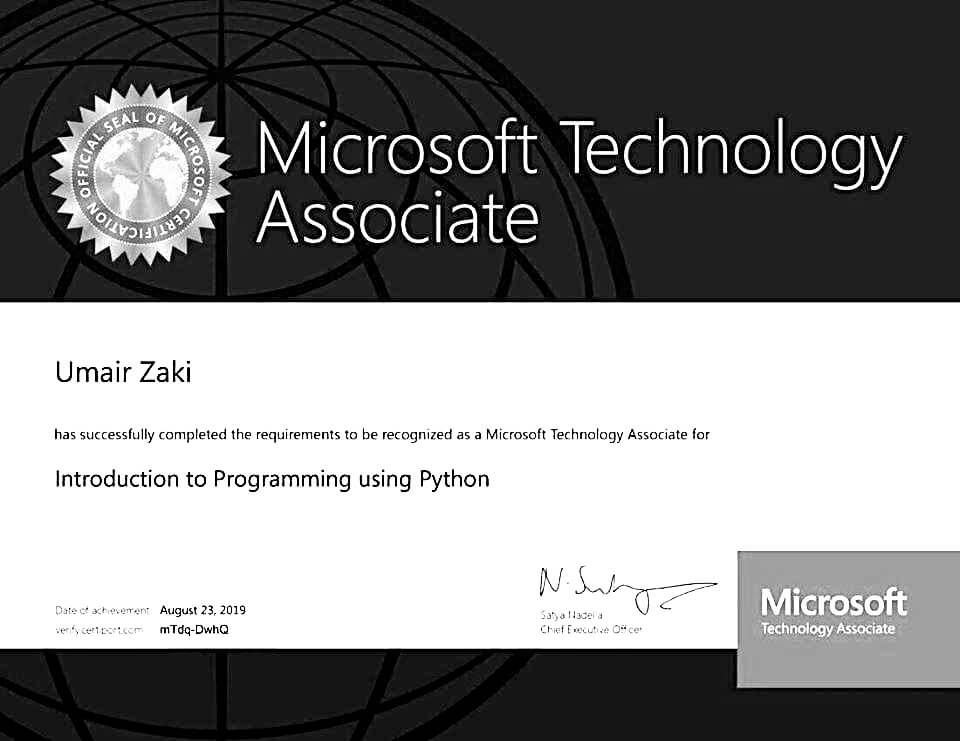 OFFICIAL SEAL OF MICROSOFT CERTIFICATION
Microsoft Technology
Associate
Umair Zaki
has successfully completed the requirements to be recognized as a Microsoft Technology Associate for
Introduction to Programming using Python
Date of achievement: August 23, 2019
verify.certiport.com mTdq-DwhQ
Satya Nadella
Chief Executive Officer
Microsoft
Technology Associate